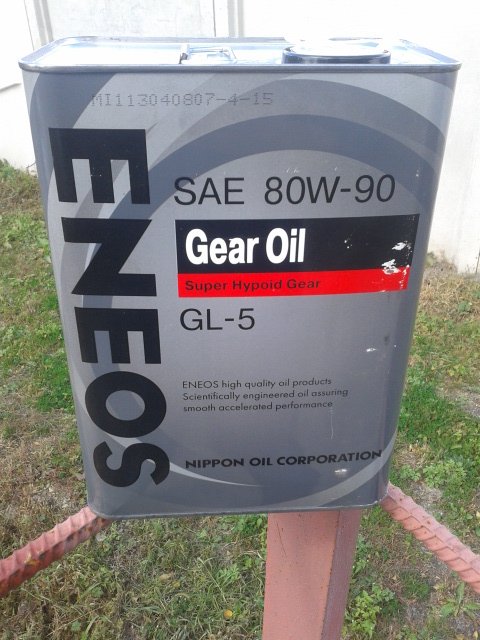 MI113040807-4-15
ENEOS
SAE 80W-90
Gear Oil
Super Hypoid Gear
GL-5
ENEOS high quality oil products
Scientifically engineered oil assuring
smooth accelerated performance
NIPPON OIL CORPORATION